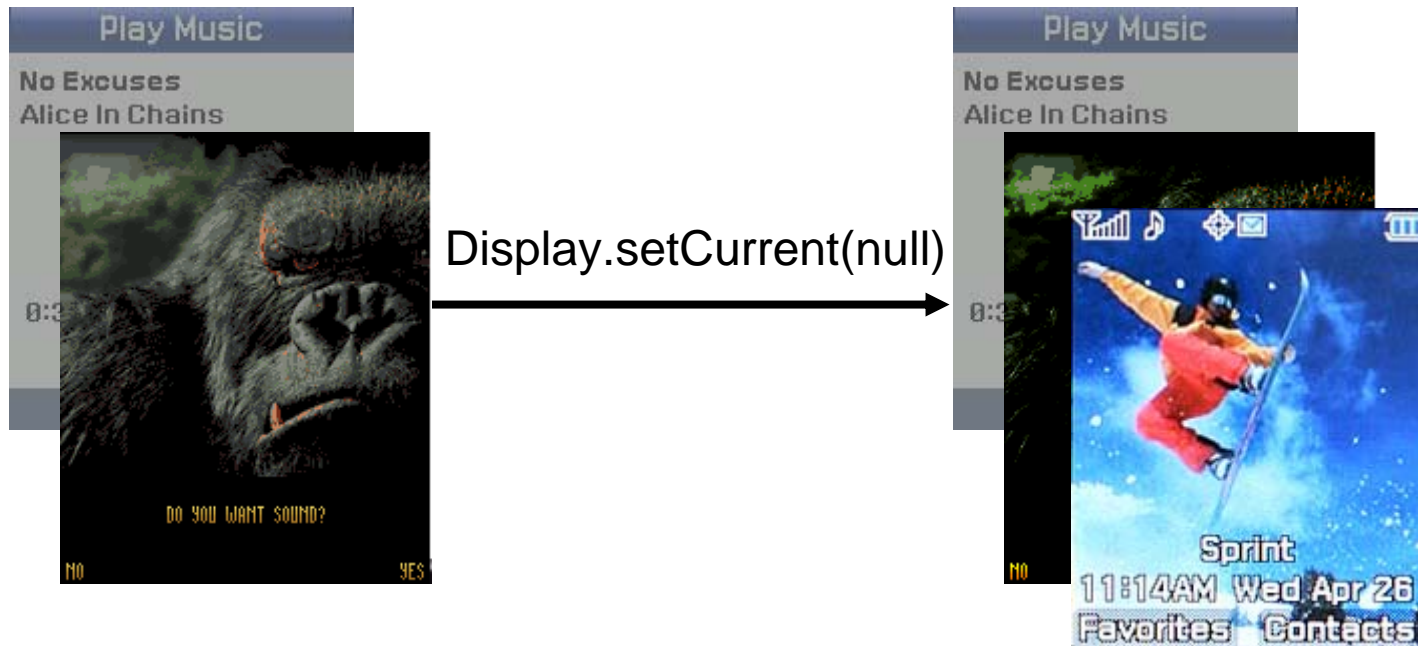 Play Music
No Excuses
Alice In Chains
DO YOU WANT SOUND?
NO
YES
Display.setCurrent(null)
Play Music
No Excuses
Alice In Chains
NO
Sprint
11:14AM Wed Apr 26
Favorites Contacts